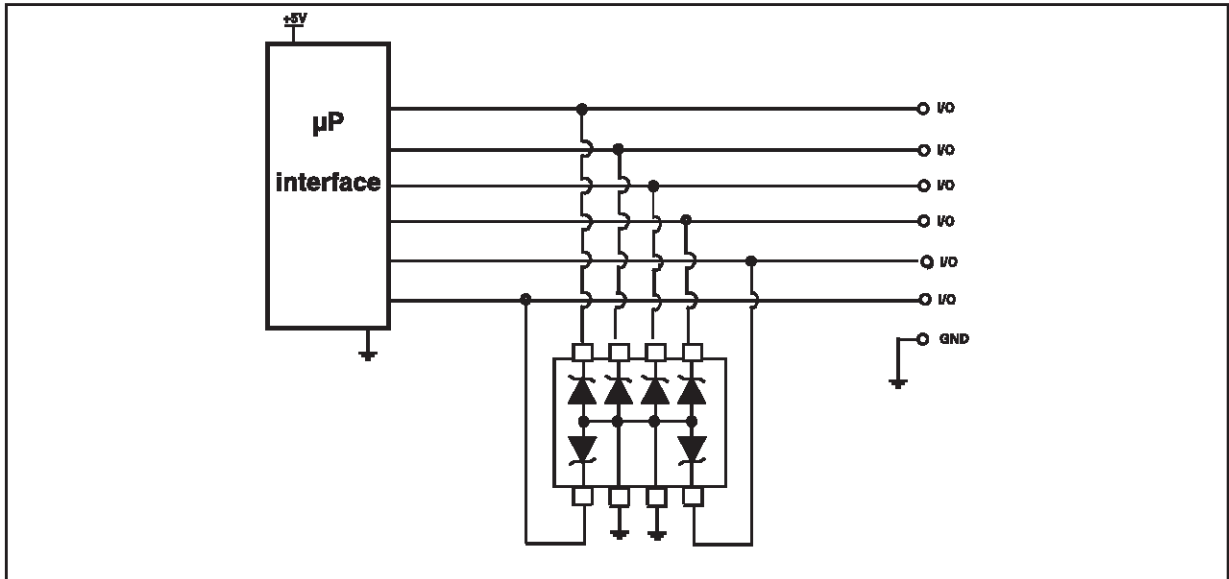 +5V
µP
interface
I/O
I/O
I/O
I/O
I/O
I/O
GND